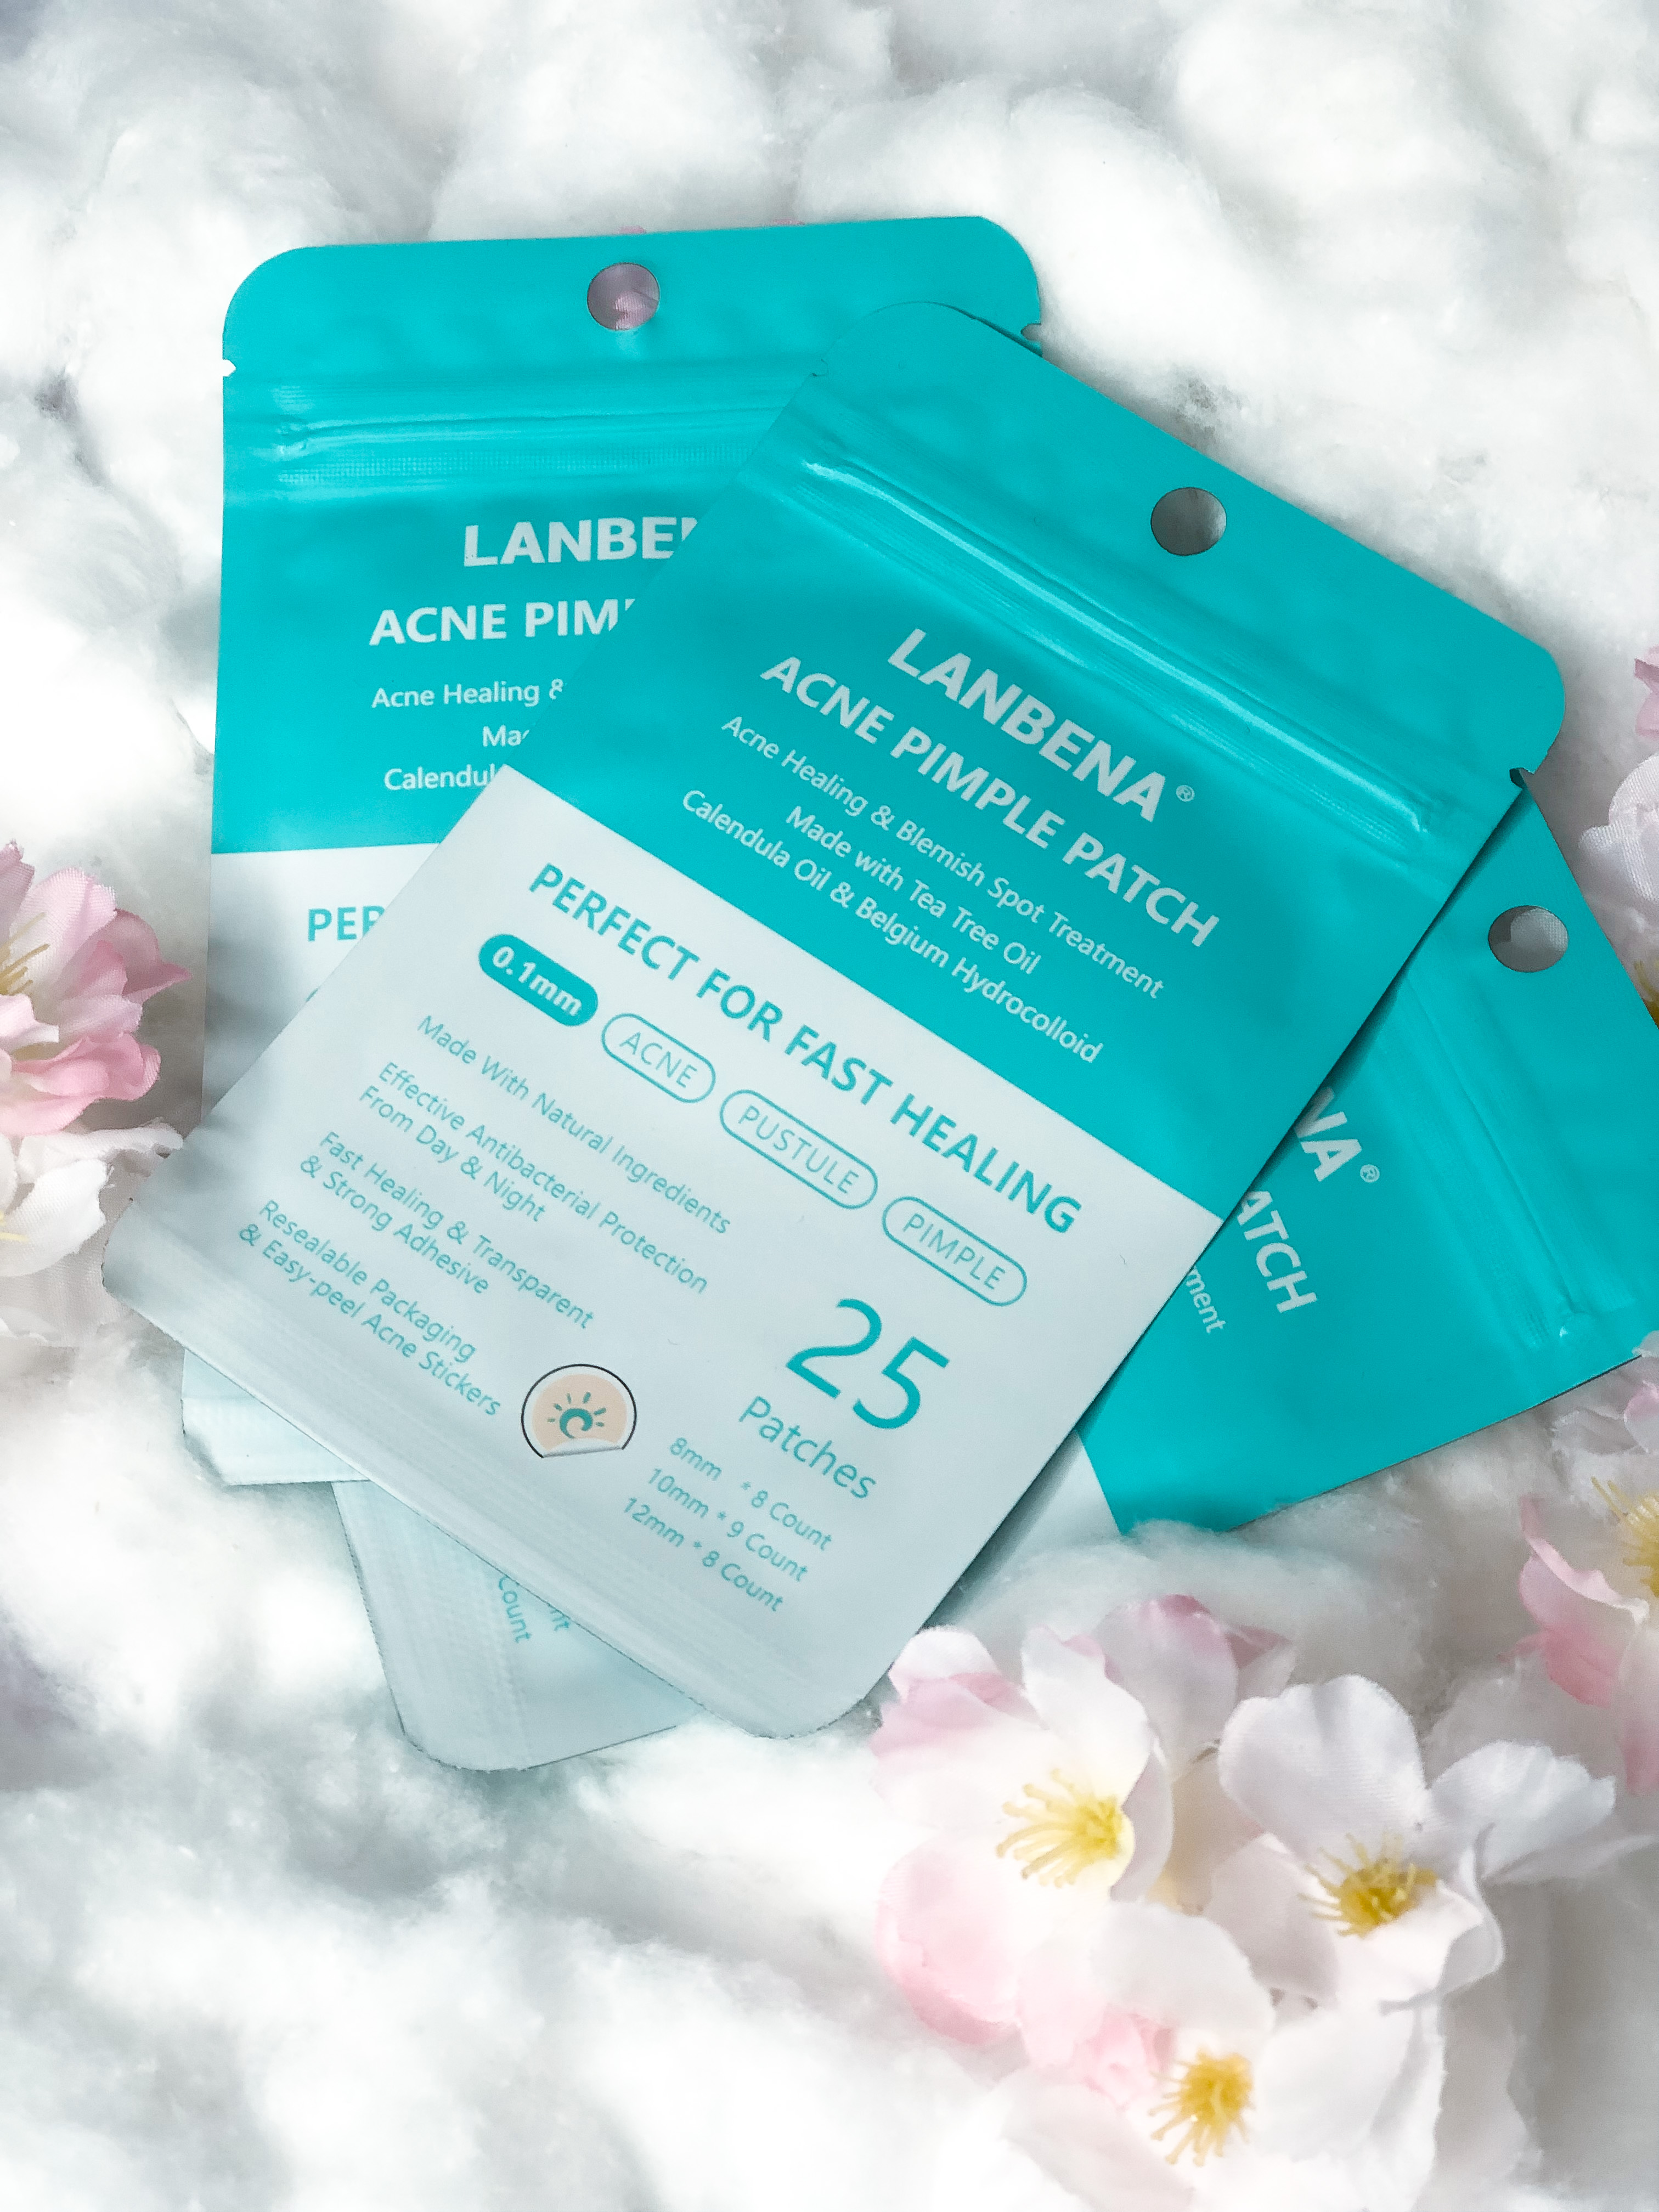 LANBENA®
ACNE PIMPLE PATCH
Acne Healing & Blemish Spot Treatment
Made with Tea Tree Oil
Calendula Oil & Belgium Hydrocolloid
PERFECT FOR FAST HEALING
0.1mm ACNE PUSTULE PIMPLE
Made With Natural Ingredients
Effective Antibacterial Protection
From Day & Night
Fast Healing & Transparent
& Strong Adhesive
Resealable Packaging
& Easy-peel Acne Stickers
25
Patches
8mm * 8 Count
10mm * 9 Count
12mm * 8 Count
LANBE
ACNE PIM
Acne Healing &
Ma
Calendul
PER
NA®
ATCH
ment
Count